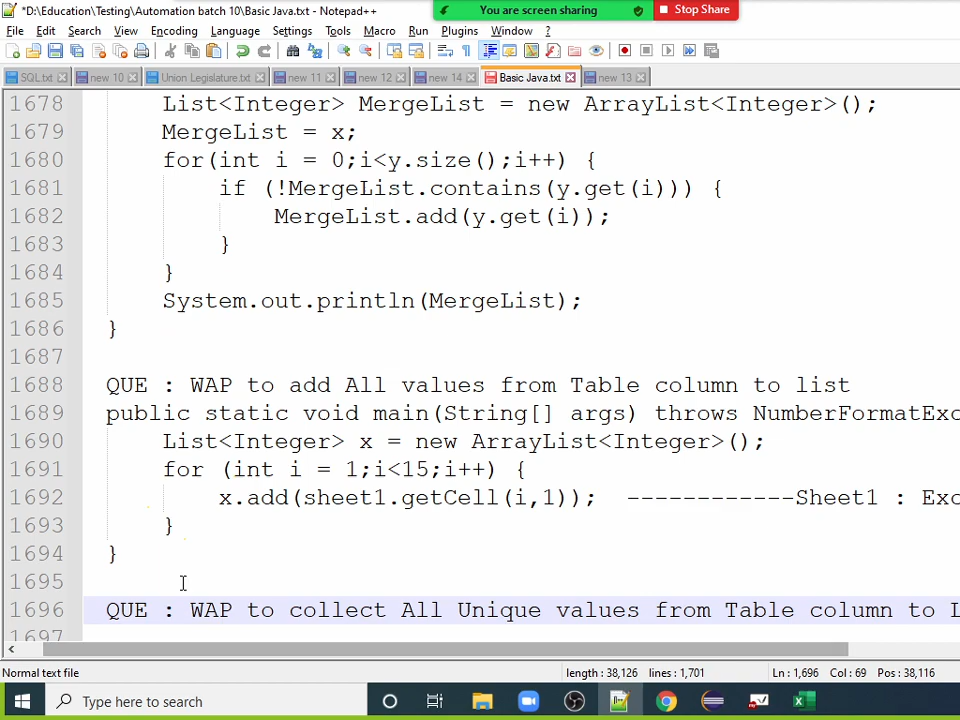 *D:\Education\Testing\Automation batch 10\Basic Java.txt - Notepad++
You are screen sharing
Stop Share
File Edit Search View Encoding Language Settings Tools Macro Run Plugins Window ?
SQL.txt new 10 Union Legislature.txt new 11 new 12 new 14 Basic Java.txt new 13
1678 List<Integer> MergeList = new ArrayList<Integer>();
1679 MergeList = x;
1680 for(int i = 0;i<y.size();i++) {
1681 if (!MergeList.contains(y.get(i))) {
1682 MergeList.add(y.get(i));
1683 }
1684 }
1685 System.out.println(MergeList);
1686 }
1687
1688 QUE : WAP to add All values from Table column to list
1689 public static void main(String[] args) throws NumberFormatExc
1690 List<Integer> x = new ArrayList<Integer>();
1691 for (int i = 1;i<15;i++) {
1692 x.add(sheet1.getCell(i,1)); ------------Sheet1 : Exc
1693 }
1694 }
1695
1696 QUE : WAP to collect All Unique values from Table column to L
1697
Normal text file length : 38,126 lines : 1,701 Ln : 1,696 Col : 69 Pos : 38,116
Type here to search